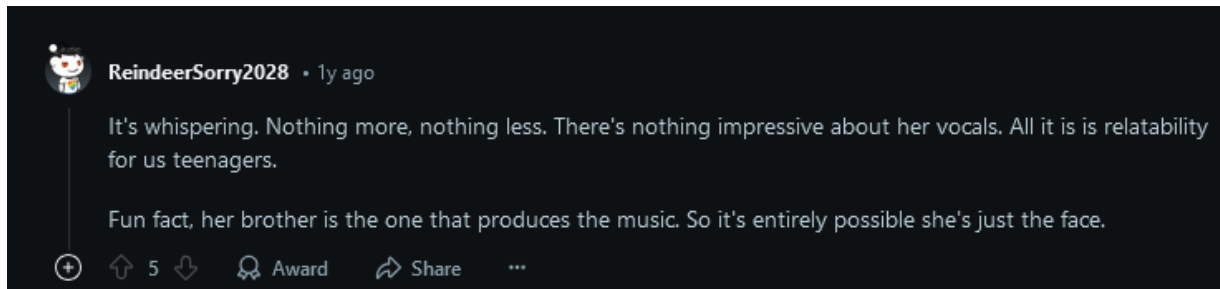 ReindeerSorry2028 • 1y ago
It's whispering. Nothing more, nothing less. There's nothing impressive about her vocals. All it is is relatability
for us teenagers.
Fun fact, her brother is the one that produces the music. So it's entirely possible she's just the face.
5 Award Share ···